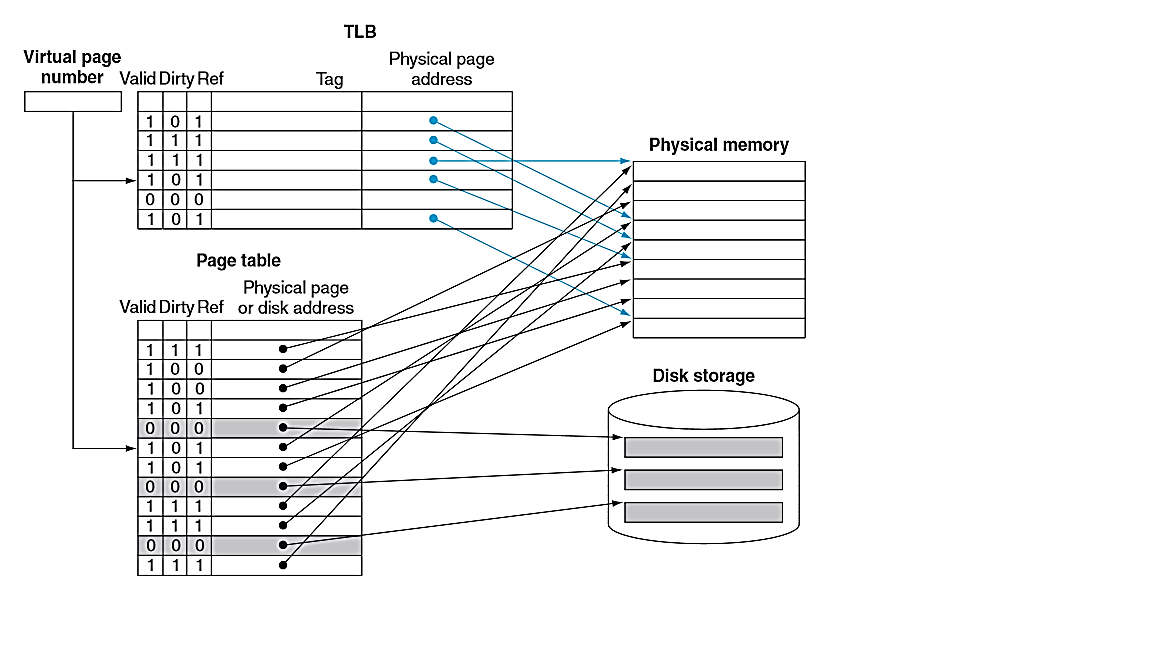 TLB
Virtual page
number
Physical page
address
Valid Dirty Ref
Tag
1 0 1
1 1 1
1 1 1
1 0 1
0 0 0
1 0 1
Physical memory
Page table
Physical page
or disk address
Valid Dirty Ref
1 1 1
1 0 0
1 0 0
1 0 1
0 0 0
1 0 1
1 0 1
0 0 0
1 1 1
1 1 1
0 0 0
1 1 1
Disk storage